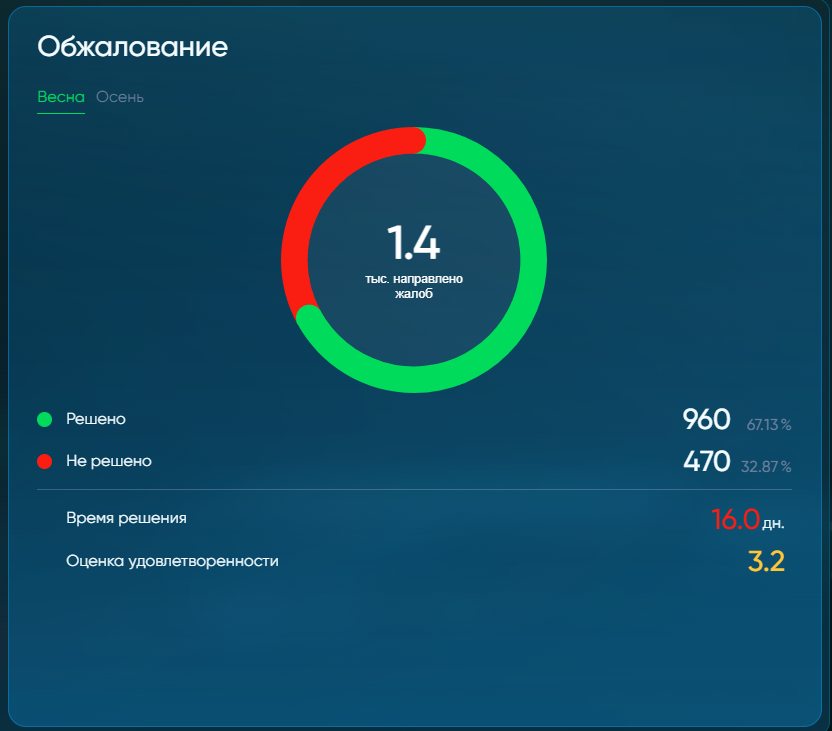 Обжалование
Весна Осень
1.4
тыс. направлено
жалоб
Решено 960 67.13 %
Не решено 470 32.87 %
Время решения 16.0 дн.
Оценка удовлетворенности 3.2